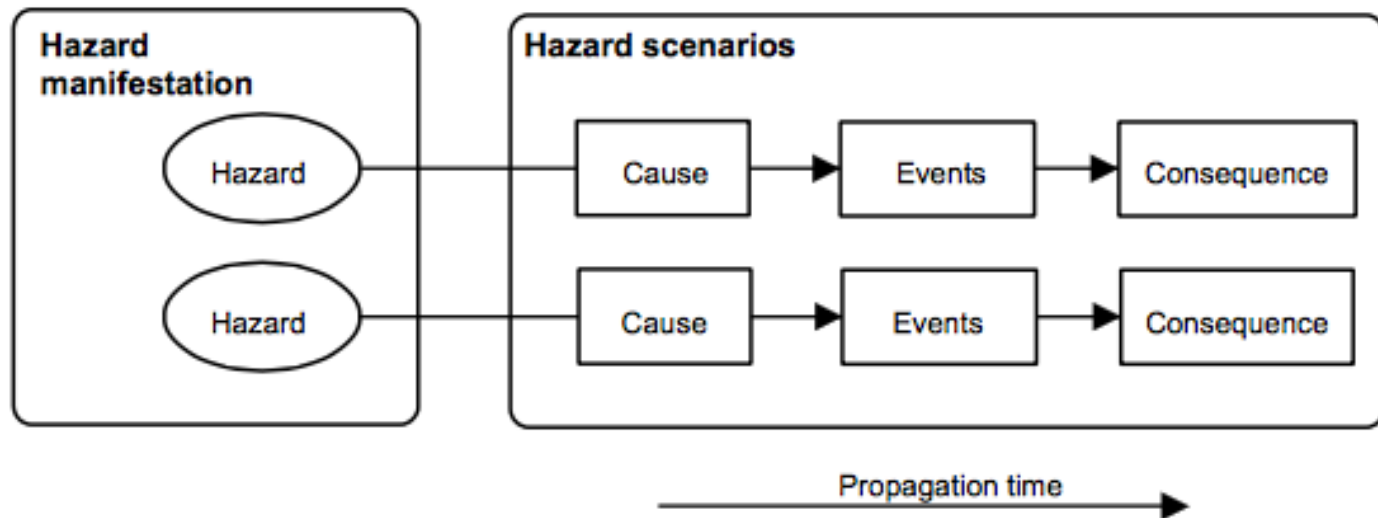 Hazard
manifestation
Hazard scenarios
Hazard
Cause
Events
Consequence
Hazard
Cause
Events
Consequence
Propagation time